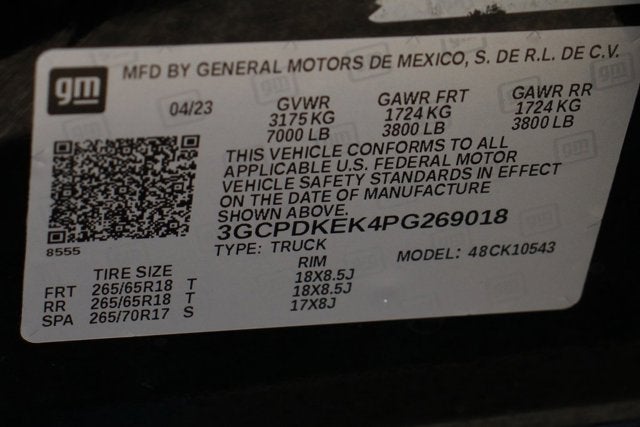 gm
MFD BY GENERAL MOTORS DE MEXICO, S. DE R.L. DE C.V.
04/23 GVWR GAWR FRT GAWR RR
3175 KG 1724 KG 1724 KG
7000 LB 3800 LB 3800 LB
THIS VEHICLE CONFORMS TO ALL
APPLICABLE U.S. FEDERAL MOTOR
VEHICLE SAFETY STANDARDS IN EFFECT
ON THE DATE OF MANUFACTURE
SHOWN ABOVE.
3GCPDKEK4PG269018
8555
TYPE: TRUCK MODEL: 48CK10543
TIRE SIZE RIM
FRT 265/65R18 T 18X8.5J
RR 265/65R18 T 18X8.5J
SPA 265/70R17 S 17X8J